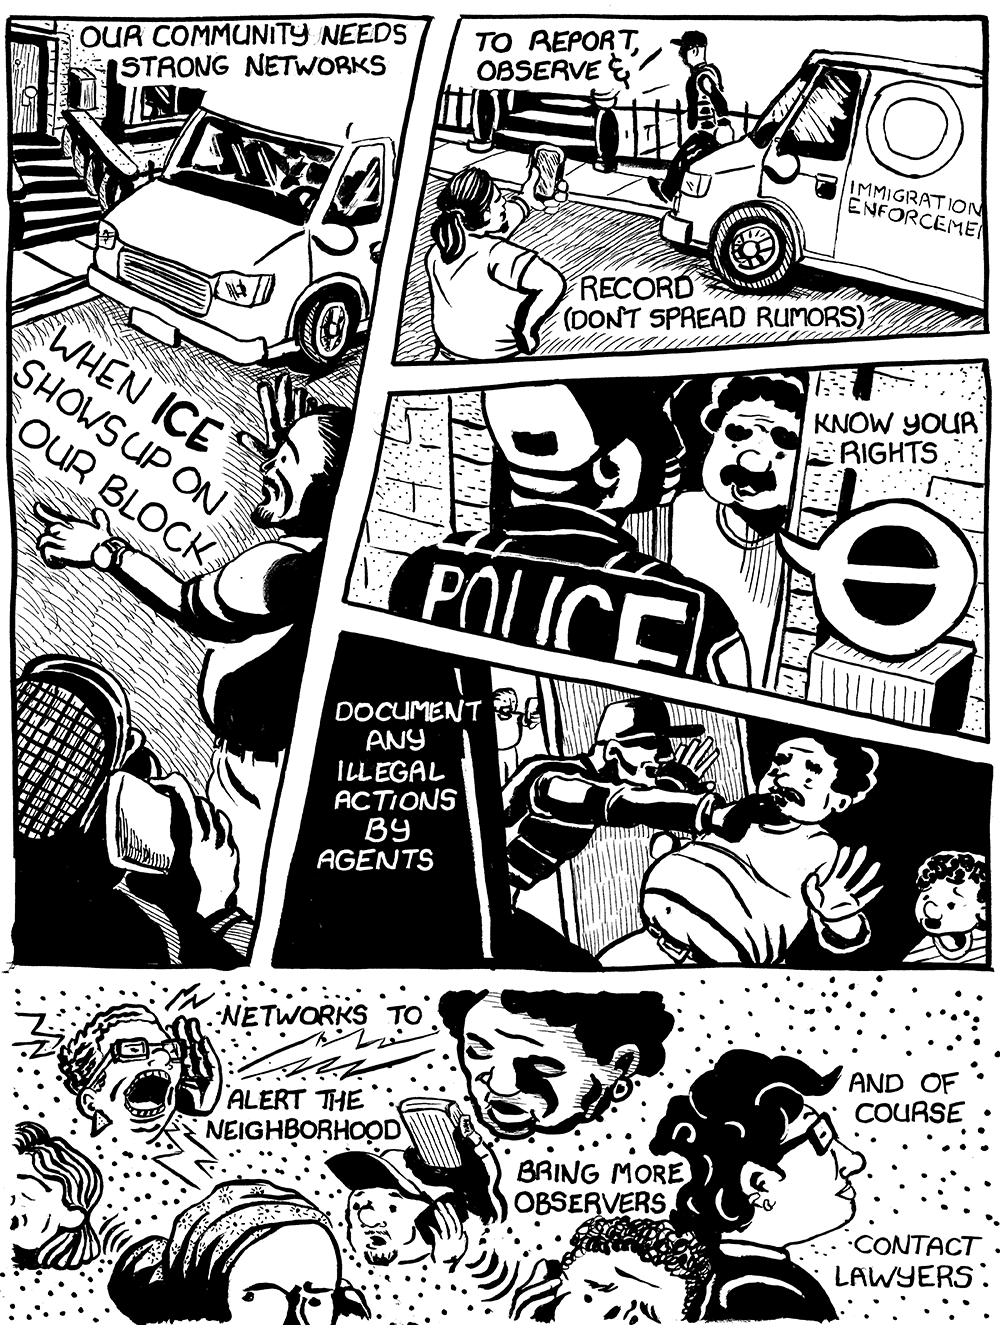 OUR COMMUNITY NEEDS
STRONG NETWORKS
WHEN ICE
SHOWS UP ON
OUR BLOCK
TO REPORT,
OBSERVE &
IMMIGRATION
ENFORCEMEN
RECORD
(DON'T SPREAD RUMORS)
KNOW YOUR
RIGHTS
POLICE
DOCUMENT
ANY
ILLEGAL
ACTIONS
BY
AGENTS
NETWORKS TO
ALERT THE
NEIGHBORHOOD
BRING MORE
OBSERVERS
AND OF
COURSE
CONTACT
LAWYERS